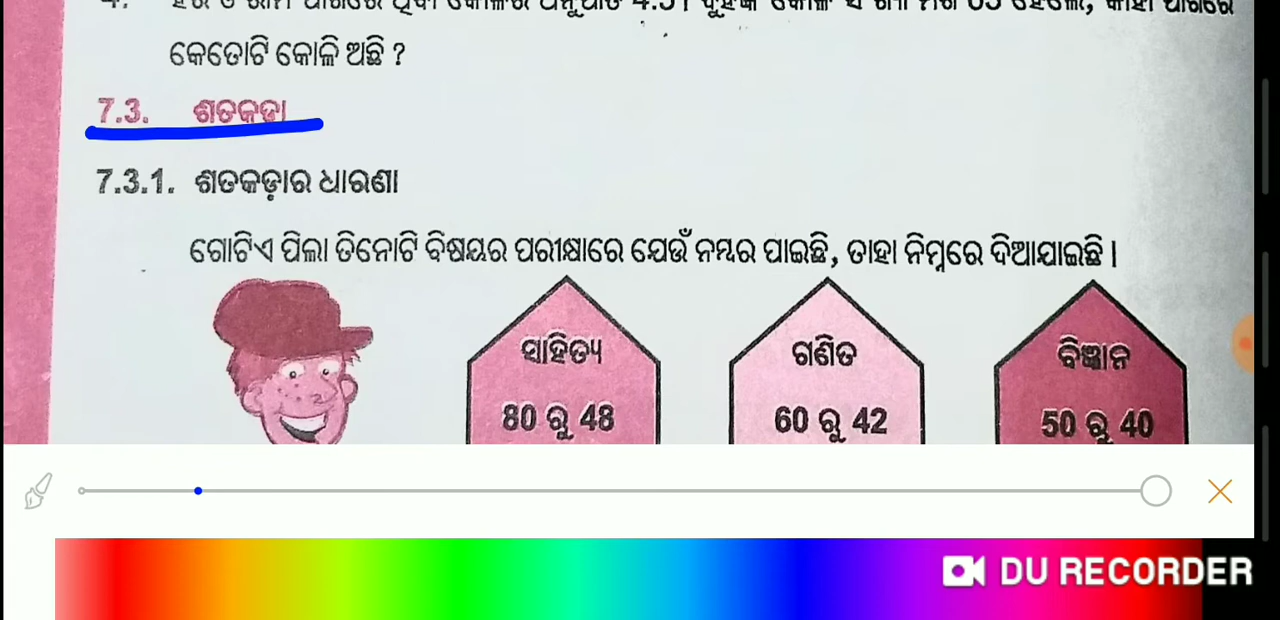 କେତୋଟି କୋଳି ଅଛି ?
7.3. ଶତକଡ଼ା
7.3.1. ଶତକଡ଼ାର ଧାରଣା
ଗୋଟିଏ ପିଲା ତିନୋଟି ବିଷୟର ପରୀକ୍ଷାରେ ଯେଉଁ ନମ୍ବର ପାଇଛି, ତାହା ନିମ୍ନରେ ଦିଆଯାଇଛି ।
ସାହିତ୍ୟ ଗଣିତ ବିଜ୍ଞାନ
80 ରୁ 48 60 ରୁ 42 50 ରୁ 40
DU RECORDER